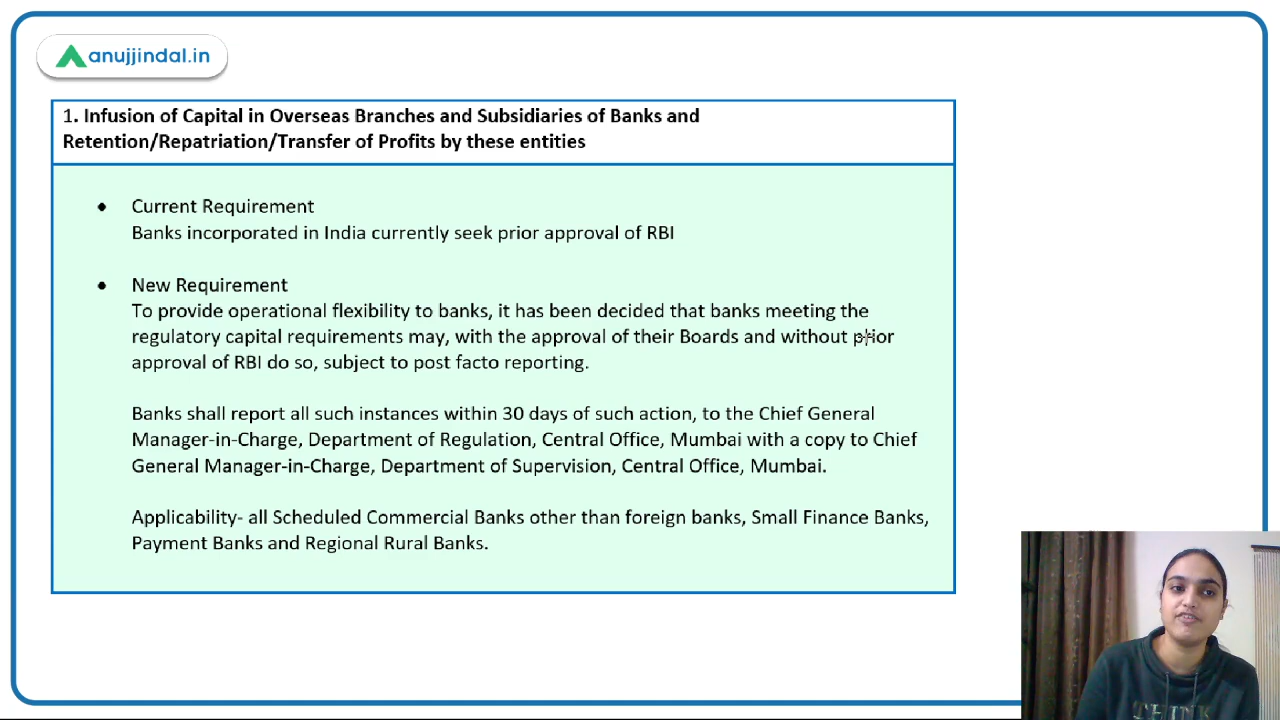 anujjindal.in
1. Infusion of Capital in Overseas Branches and Subsidiaries of Banks and
Retention/Repatriation/Transfer of Profits by these entities
• Current Requirement
Banks incorporated in India currently seek prior approval of RBI
• New Requirement
To provide operational flexibility to banks, it has been decided that banks meeting the
regulatory capital requirements may, with the approval of their Boards and without prior
approval of RBI do so, subject to post facto reporting.
Banks shall report all such instances within 30 days of such action, to the Chief General
Manager-in-Charge, Department of Regulation, Central Office, Mumbai with a copy to Chief
General Manager-in-Charge, Department of Supervision, Central Office, Mumbai.
Applicability- all Scheduled Commercial Banks other than foreign banks, Small Finance Banks,
Payment Banks and Regional Rural Banks.
THINK